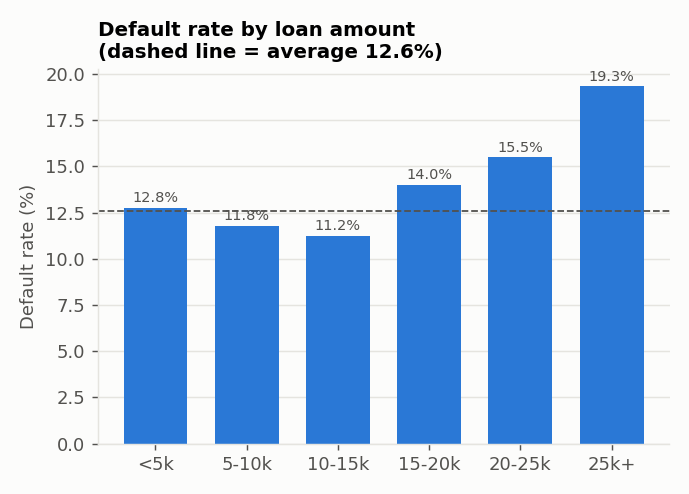 Default rate by loan amount
(dashed line = average 12.6%)
Default rate (%)
20.0
17.5
15.0
12.5
10.0
7.5
5.0
2.5
0.0
12.8%
11.8%
11.2%
14.0%
15.5%
19.3%
<5k
5-10k
10-15k
15-20k
20-25k
25k+